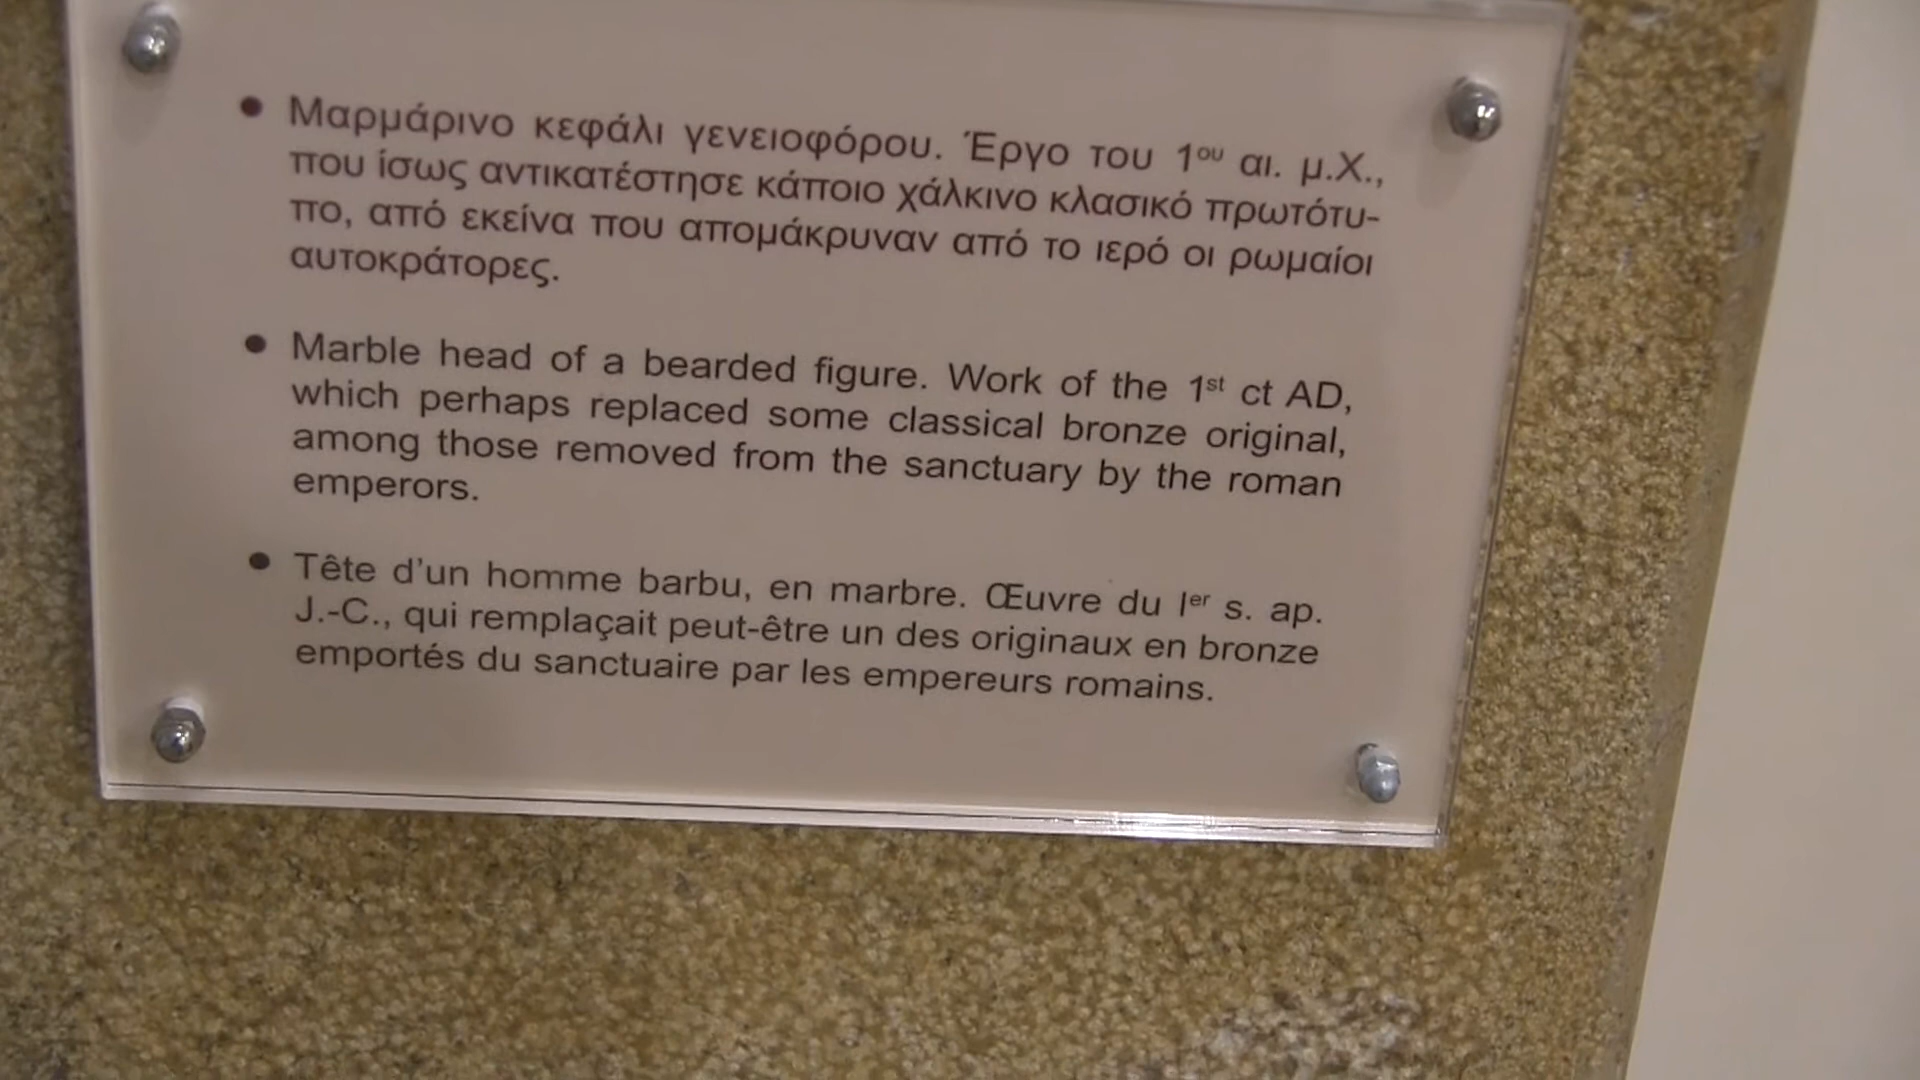 • Μαρμάρινο κεφάλι γενειοφόρου. Έργο του 1ου αι. μ.Χ.,
που ίσως αντικατέστησε κάποιο χάλκινο κλασικό πρωτότυ-
πο, από εκείνα που απομάκρυναν από το ιερό οι ρωμαίοι
αυτοκράτορες.
• Marble head of a bearded figure. Work of the 1st ct AD,
which perhaps replaced some classical bronze original,
among those removed from the sanctuary by the roman
emperors.
• Tête d'un homme barbu, en marbre. Œuvre du Ier s. ap.
J.-C., qui remplaçait peut-être un des originaux en bronze
emportés du sanctuaire par les empereurs romains.